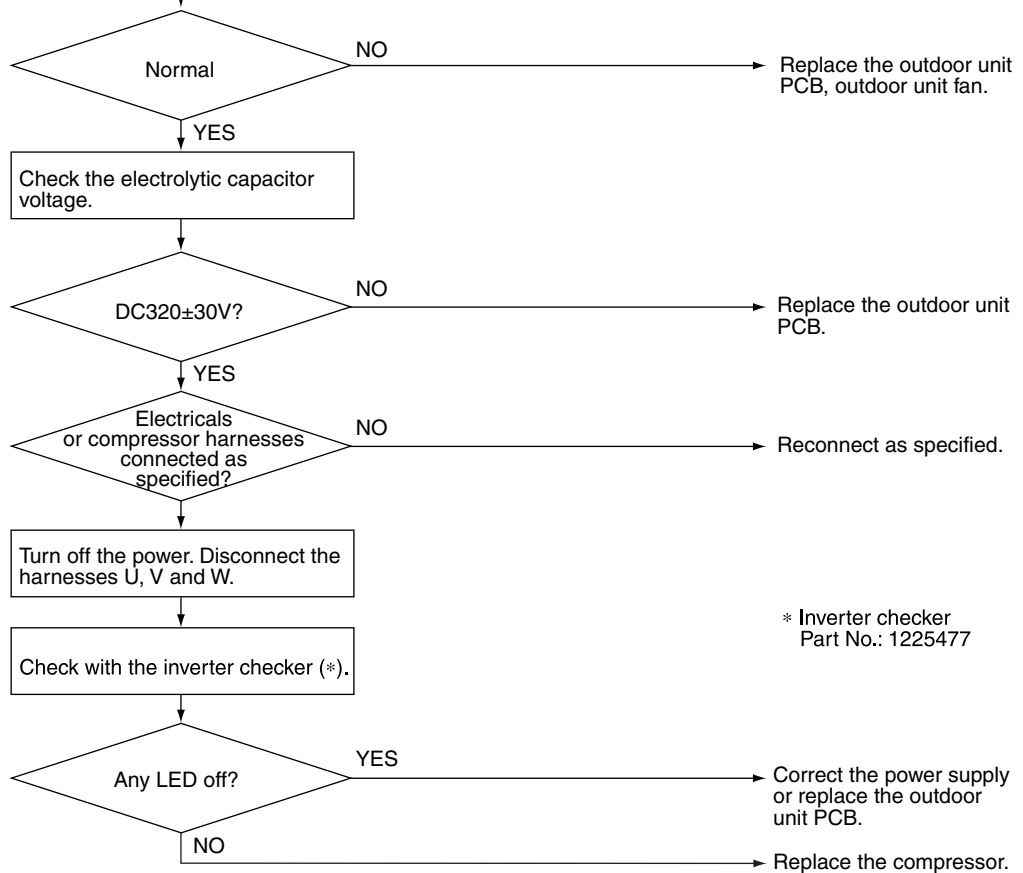 Normal
NO
Replace the outdoor unit
PCB, outdoor unit fan.
YES
Check the electrolytic capacitor
voltage.
DC320±30V?
NO
Replace the outdoor unit
PCB.
YES
Electricals
or compressor harnesses
connected as
specified?
NO
Reconnect as specified.
Turn off the power. Disconnect the
harnesses U, V and W.
* Inverter checker
Part No.: 1225477
Check with the inverter checker (*).
Any LED off?
YES
Correct the power supply
or replace the outdoor
unit PCB.
NO
Replace the compressor.